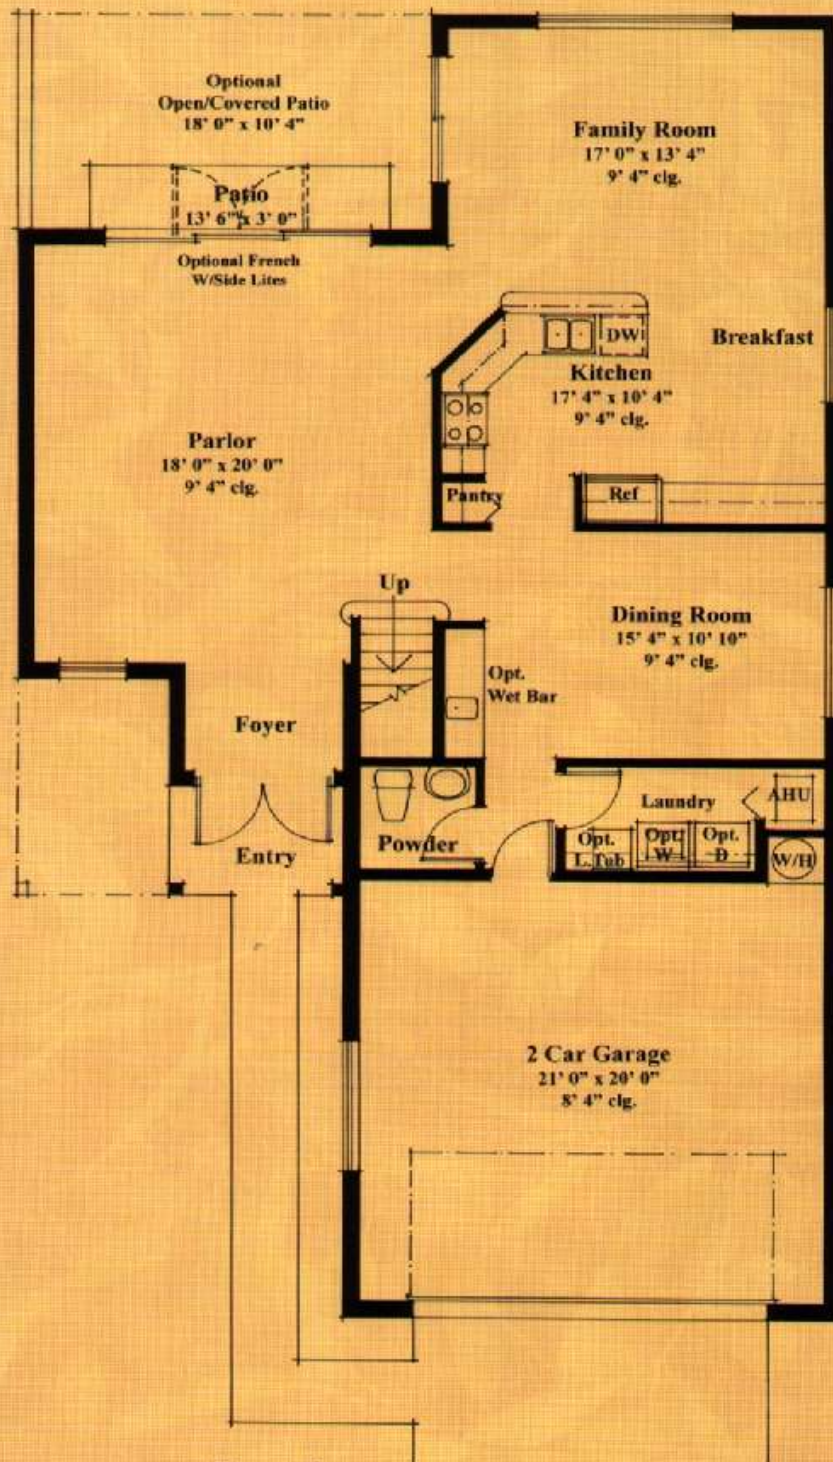 Optional
Open/Covered Patio
18' 0" x 10' 4"
Family Room
17' 0" x 13' 4"
9' 4" clg.
Patio
13' 6" x 3' 0"
Optional French
W/Side Lites
DW
Breakfast
Kitchen
17' 4" x 10' 4"
9' 4" clg.
Parlor
18' 0" x 20' 0"
9' 4" clg.
Pantry
Ref
Up
Dining Room
15' 4" x 10' 10"
9' 4" clg.
Opt.
Wet Bar
Foyer
Laundry
AHU
Powder
Opt.
L.Tub
Opt.
W
Opt.
D
W/H
Entry
2 Car Garage
21' 0" x 20' 0"
8' 4" clg.